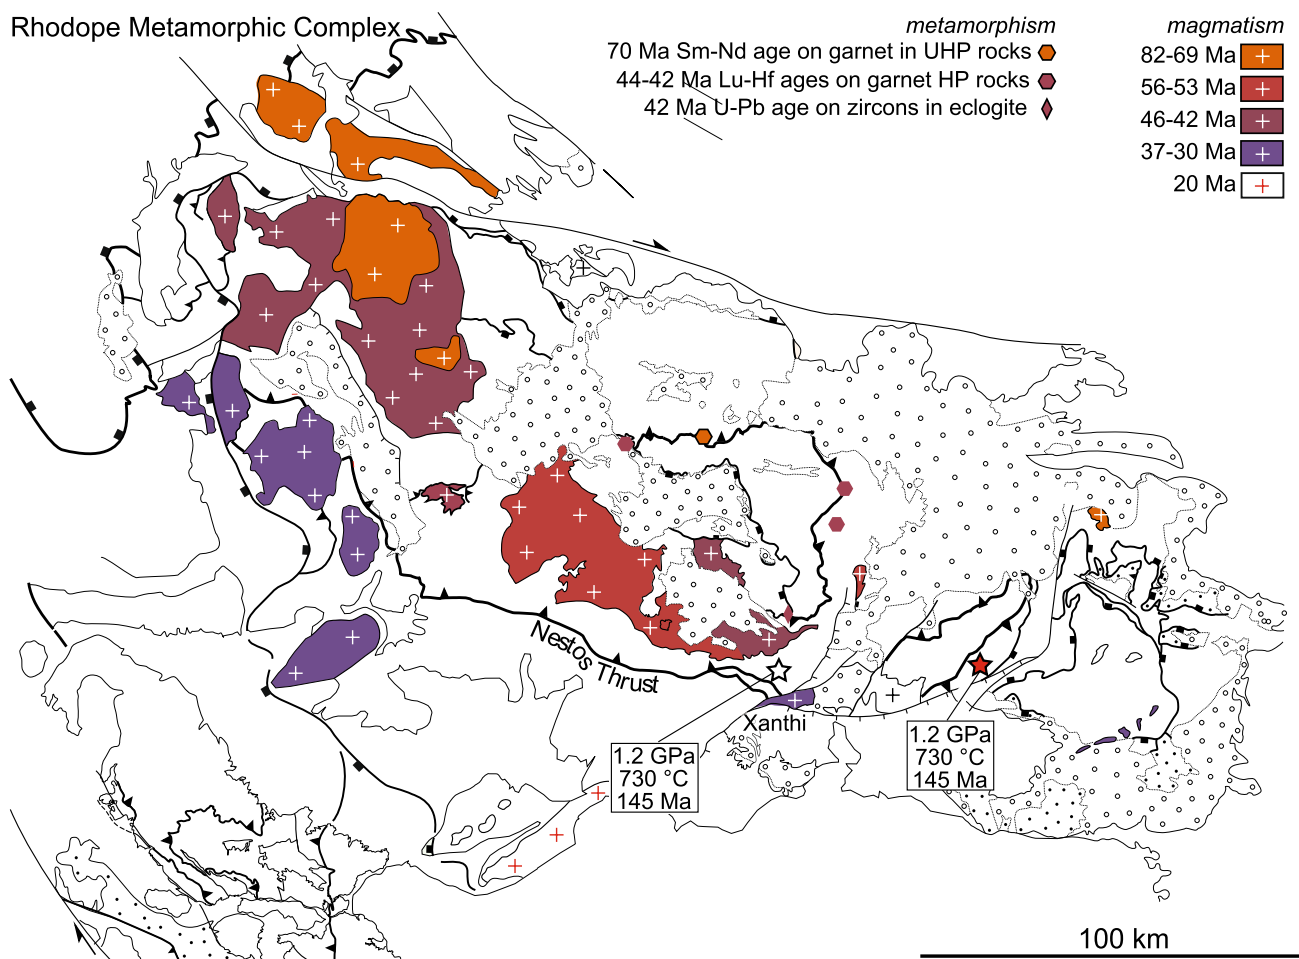 Rhodope Metamorphic Complex
metamorphism
70 Ma Sm-Nd age on garnet in UHP rocks
44-42 Ma Lu-Hf ages on garnet HP rocks
42 Ma U-Pb age on zircons in eclogite
magmatism
82-69 Ma
56-53 Ma
46-42 Ma
37-30 Ma
20 Ma
Nestos Thrust
Xanthi
1.2 GPa
730 °C
145 Ma
1.2 GPa
730 °C
145 Ma
100 km